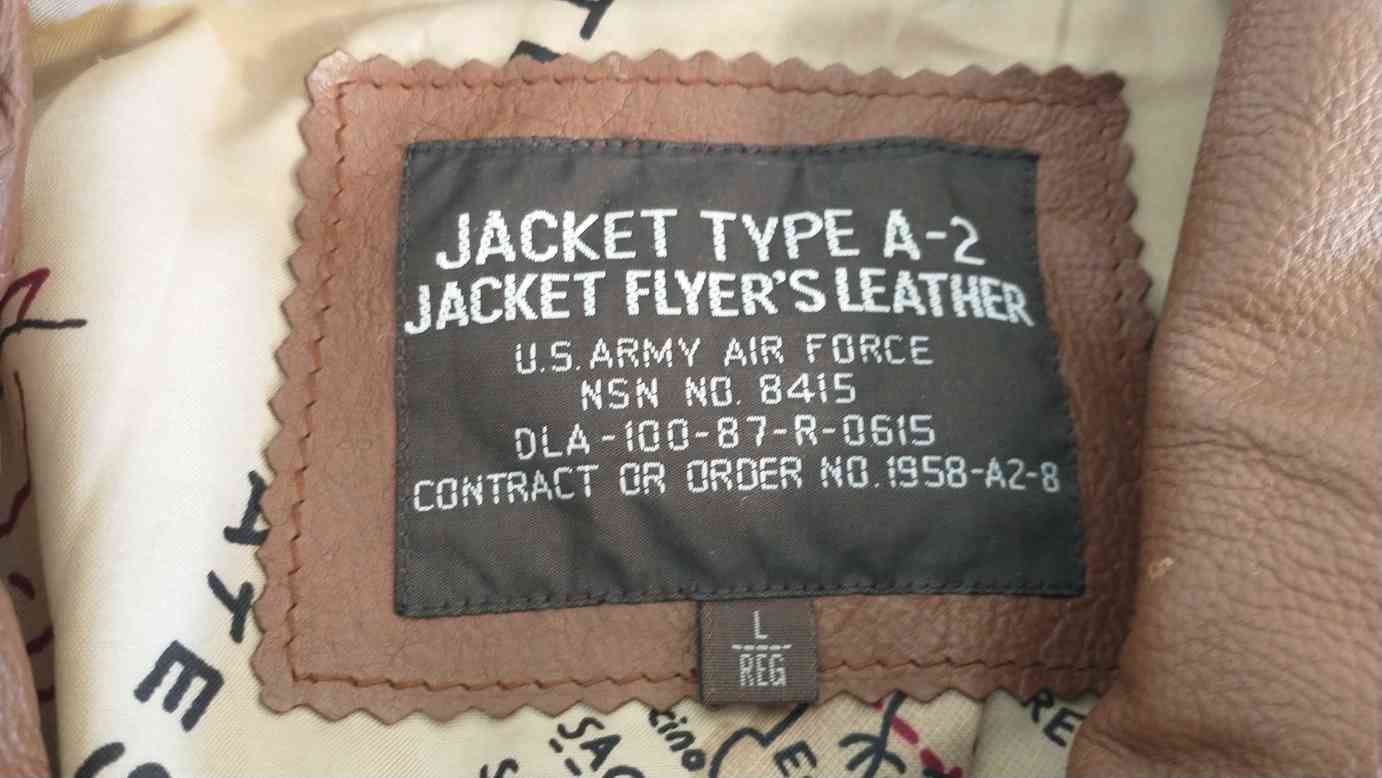 JACKET TYPE A-2
JACKET FLYER'S LEATHER
U.S. ARMY AIR FORCE
NSN NO. 8415
DLA-100-87-R-0615
CONTRACT OR ORDER NO. 1958-A2-8
L
REG